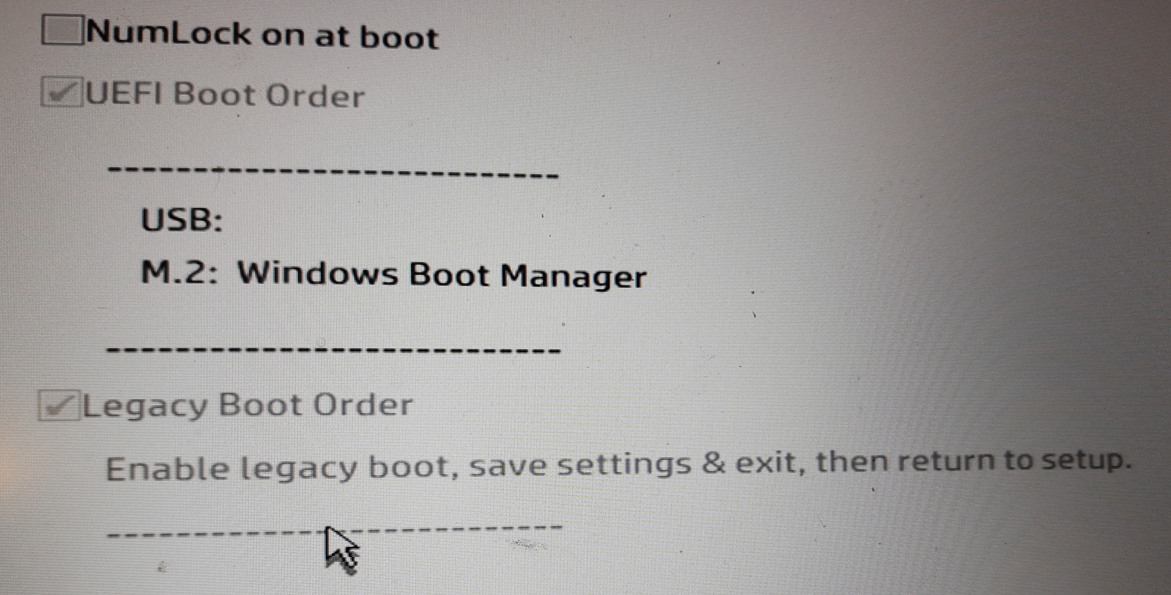 NumLock on at boot
UEFI Boot Order
---------------------------
USB:
M.2: Windows Boot Manager
---------------------------
Legacy Boot Order
Enable legacy boot, save settings & exit, then return to setup.
---------------------------